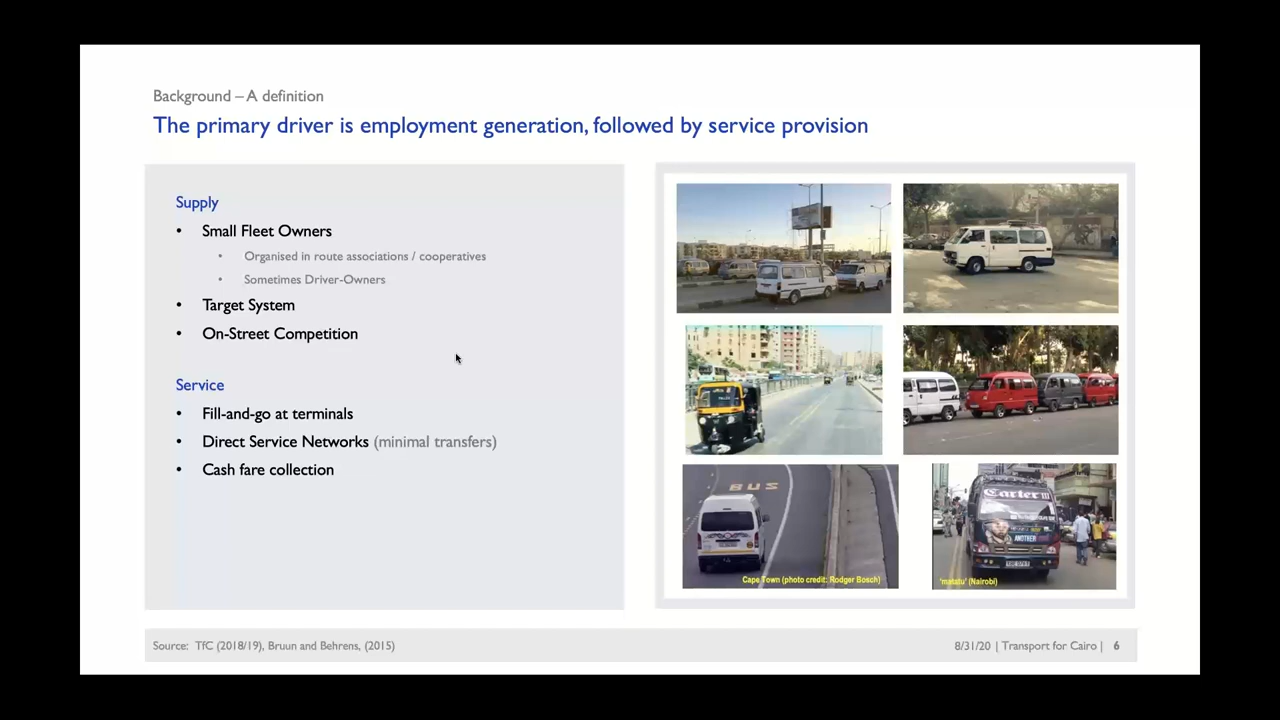 Background – A definition
The primary driver is employment generation, followed by service provision
Supply
• Small Fleet Owners
• Organised in route associations / cooperatives
• Sometimes Driver-Owners
• Target System
• On-Street Competition
Service
• Fill-and-go at terminals
• Direct Service Networks (minimal transfers)
• Cash fare collection
BUS
Cape Town (photo credit: Rodger Bosch)
Carter III
ANOTHER
'matatu' (Nairobi)
Source: TfC (2018/19), Bruun and Behrens, (2015)
8/31/20 | Transport for Cairo | 6